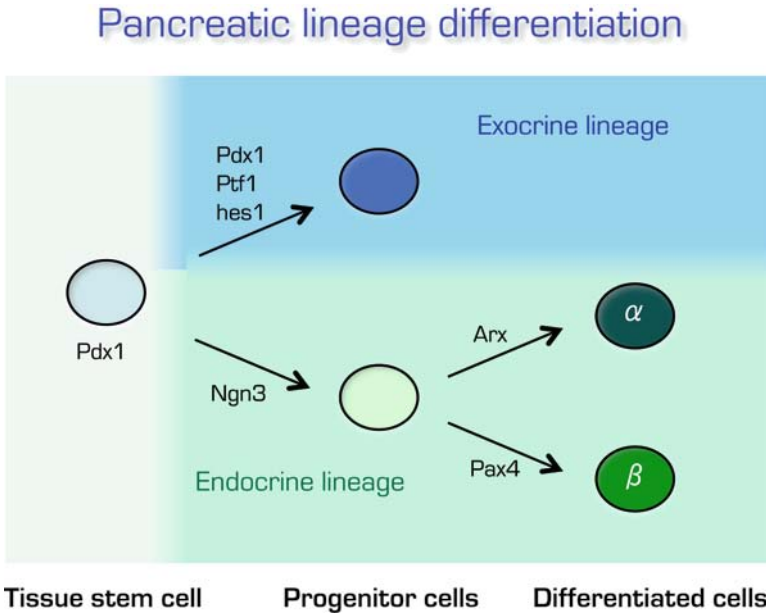 Pancreatic lineage differentiation
Exocrine lineage
Pdx1
Ptf1
hes1
Pdx1
α
Arx
Ngn3
Pax4
β
Endocrine lineage
Tissue stem cell
Progenitor cells
Differentiated cells